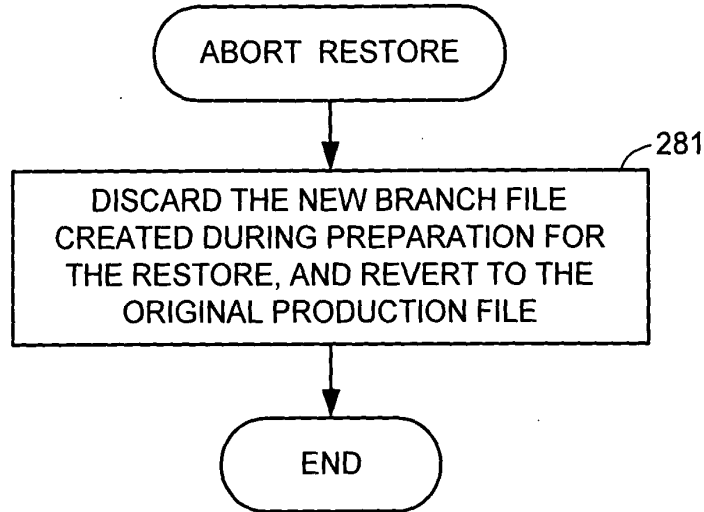 ABORT RESTORE
281
DISCARD THE NEW BRANCH FILE
CREATED DURING PREPARATION FOR
THE RESTORE, AND REVERT TO THE
ORIGINAL PRODUCTION FILE
END